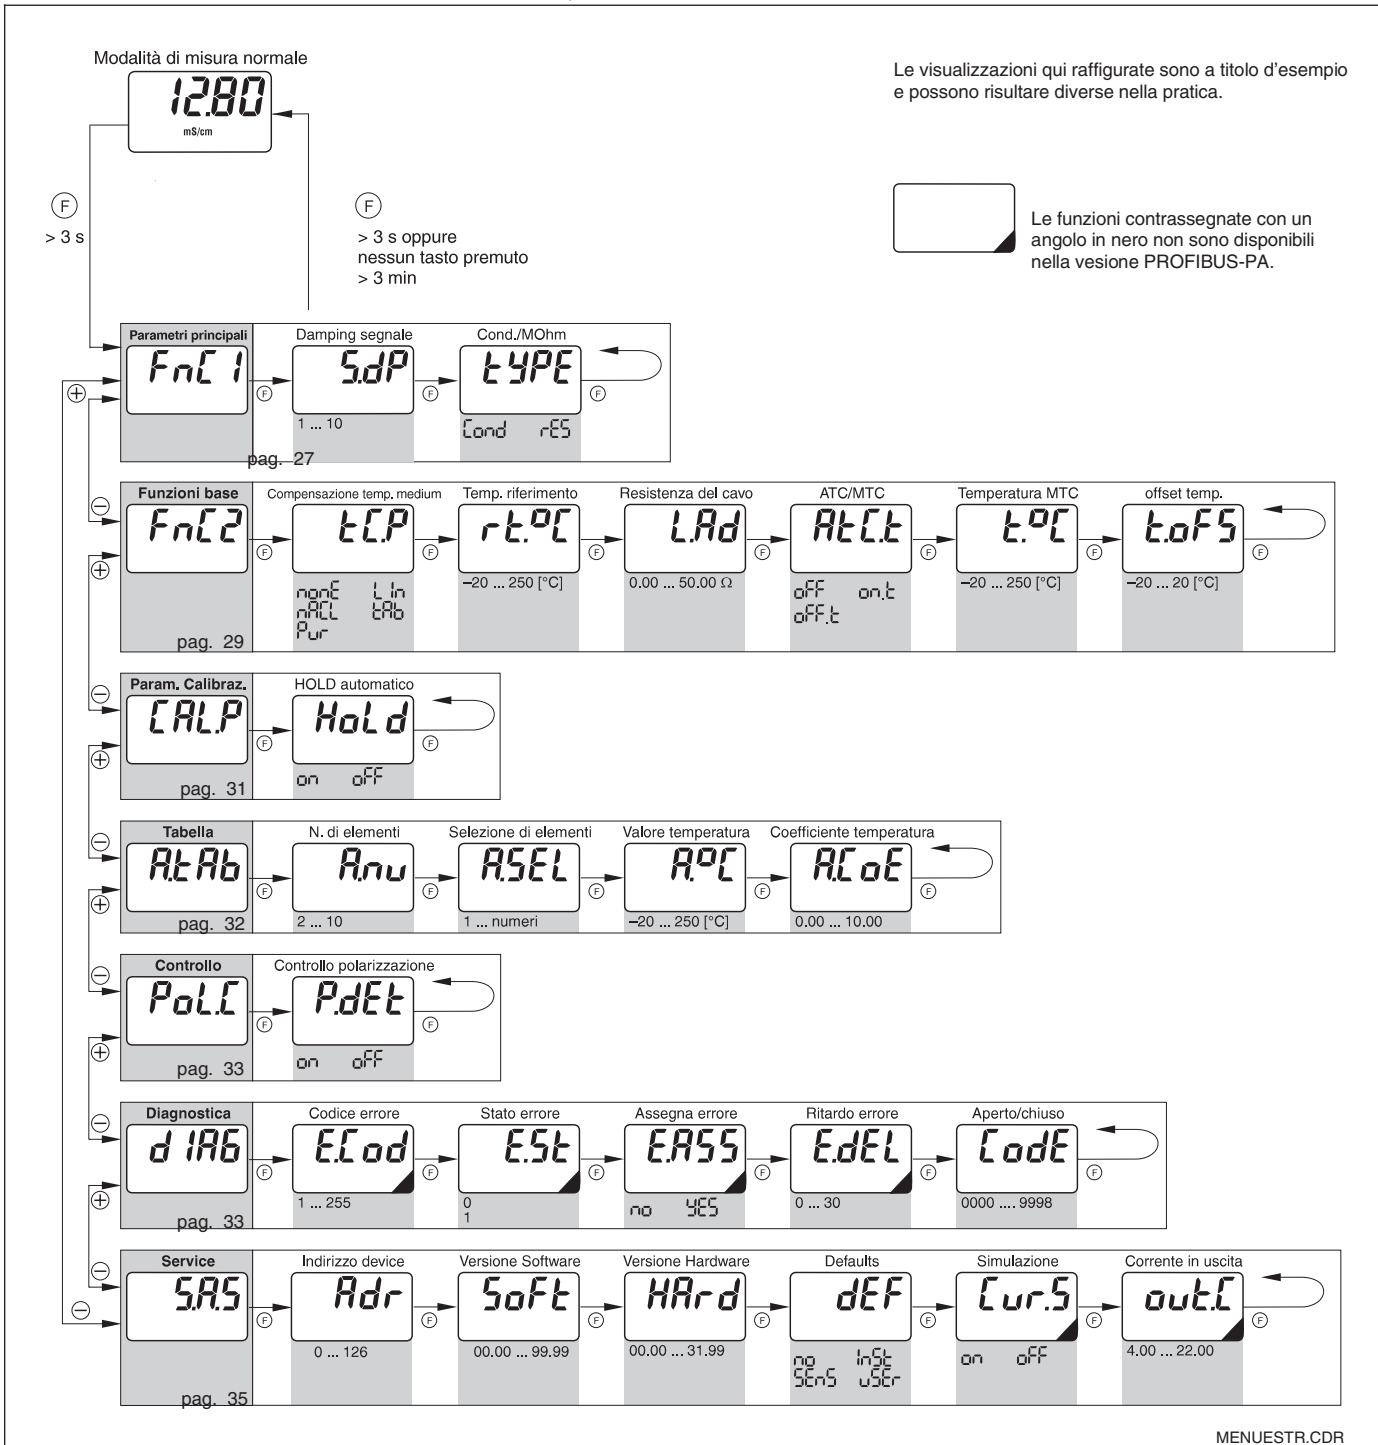 Modalità di misura normale
12.80
mS/cm
Le visualizzazioni qui raffigurate sono a titolo d'esempio
e possono risultare diverse nella pratica.
F
> 3 s
F
> 3 s oppure
nessun tasto premuto
> 3 min
Le funzioni contrassegnate con un
angolo in nero non sono disponibili
nella vesione PROFIBUS-PA.
Parametri principali Damping segnale Cond./MOhm
FnC1 S.dP tYPE
F F F
1 ... 10
Cond rES
pag. 27
Funzioni base Compensazione temp. medium Temp. riferimento Resistenza del cavo ATC/MTC Temperatura MTC offset temp.
FnC2 tC.P rt.°C L.Ad AtC.t t.°C t.oFS
F F F F F F F
nonE L In
nACL tAb
Pur
−20 ... 250 [°C] 0.00 ... 50.00 Ω
oFF on.t
oFF.t
−20 ... 250 [°C] −20 ... 20 [°C]
pag. 29
Param. Calibraz. HOLD automatico
CAL.P HoLd
F F
on oFF
pag. 31
Tabella N. di elementi Selezione di elementi Valore temperatura Coefficiente temperatura
A.tAb A.nu A.SEL A.°C A.CoE
F F F F F
2 ... 10 1 ... numeri −20 ... 250 [°C] 0.00 ... 10.00
pag. 32
Controllo Controllo polarizzazione
PoL.C P.dEt
F F
on oFF
pag. 33
Diagnostica Codice errore Stato errore Assegna errore Ritardo errore Aperto/chiuso
dIAG E.Cod E.St E.ASS E.dEL CodE
F F F F F F
1 ... 255
0
1
no YES
0 ... 30 0000 .... 9998
pag. 33
Service Indirizzo device Versione Software Versione Hardware Defaults Simulazione Corrente in uscita
S.A.S Adr SoFt HArd dEF Cur.S out.C
F F F F F F F
0 ... 126 00.00 ... 99.99 00.00 ... 31.99
no InSt
SEnS uSEr
on oFF
4.00 ... 22.00
pag. 35
MENUESTR.CDR